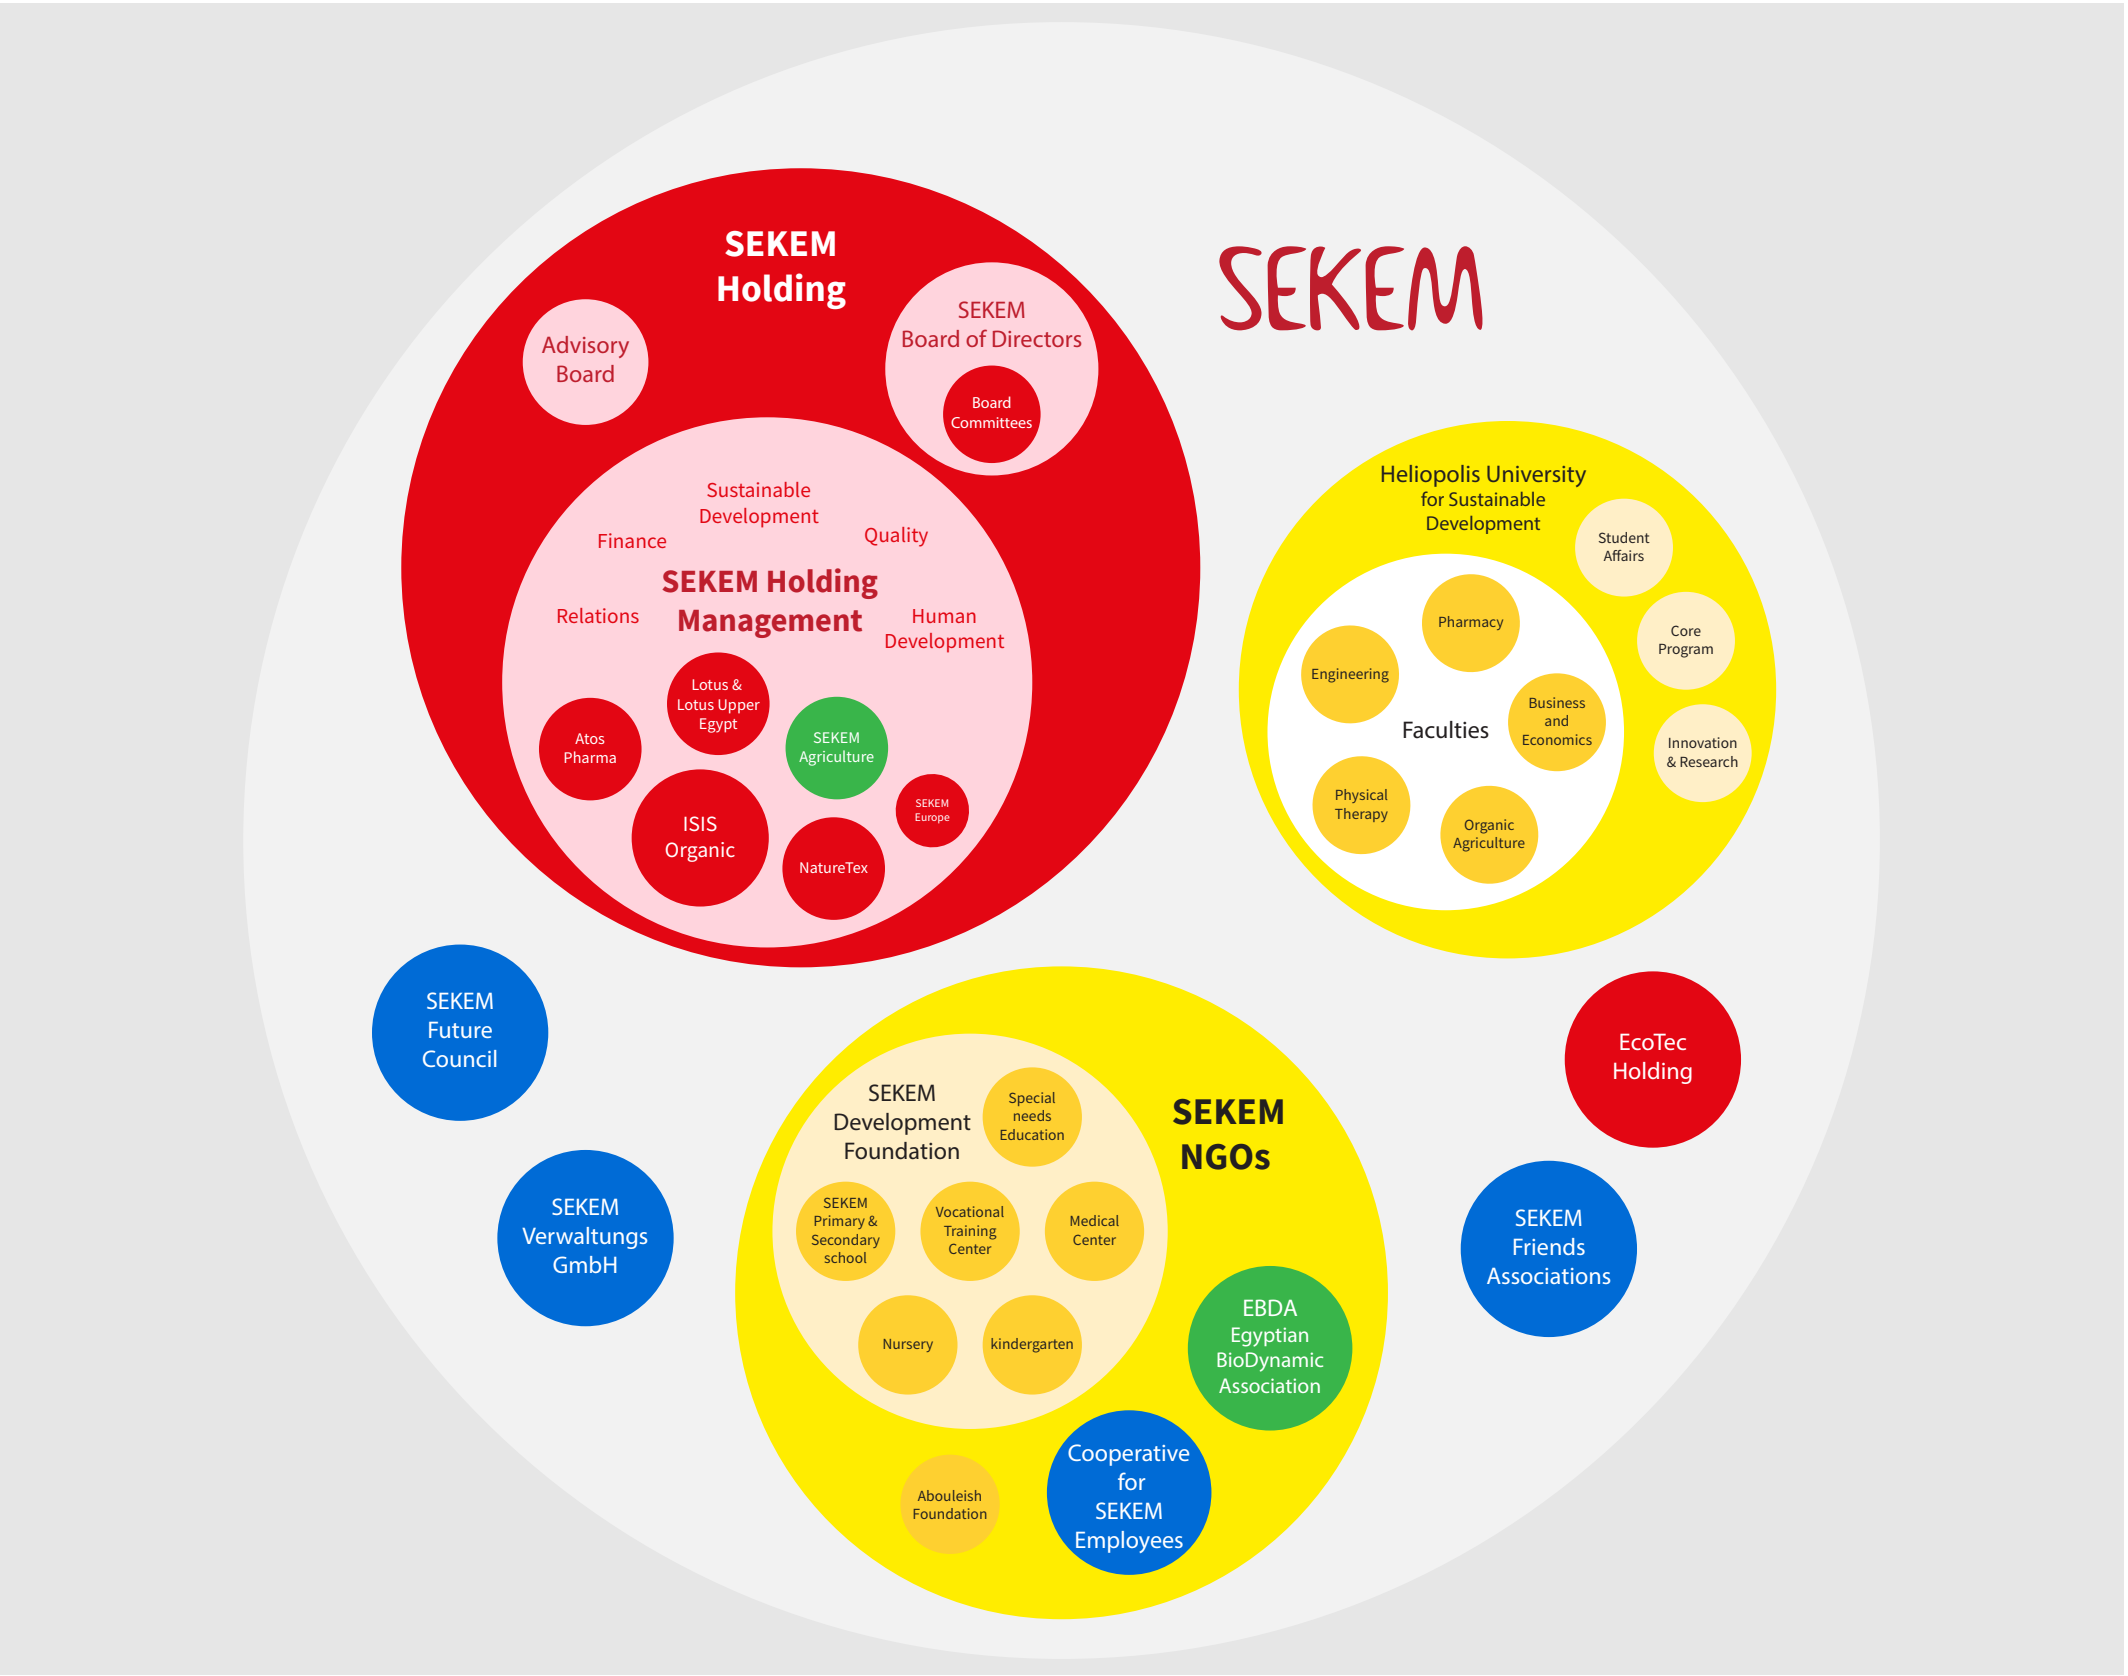 SEKEM
Holding
SEKEM
Advisory
Board
SEKEM
Board of Directors
Board
Committees
Sustainable
Development
Finance
Quality
SEKEM Holding
Management
Relations
Human
Development
Lotus &
Lotus Upper
Egypt
Atos
Pharma
SEKEM
Agriculture
SEKEM
Europe
ISIS
Organic
NatureTex
Heliopolis University
for Sustainable
Development
Student
Affairs
Core
Program
Innovation
& Research
Pharmacy
Engineering
Business
and
Economics
Faculties
Physical
Therapy
Organic
Agriculture
SEKEM
Future
Council
SEKEM
Verwaltungs
GmbH
EcoTec
Holding
SEKEM
Friends
Associations
SEKEM
NGOs
SEKEM
Development
Foundation
Special
needs
Education
SEKEM
Primary &
Secondary
school
Vocational
Training
Center
Medical
Center
Nursery
kindergarten
EBDA
Egyptian
BioDynamic
Association
Cooperative
for
SEKEM
Employees
Abouleish
Foundation